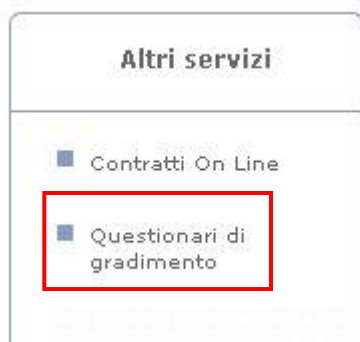 Altri servizi
Contratti On Line
Questionari di
gradimento